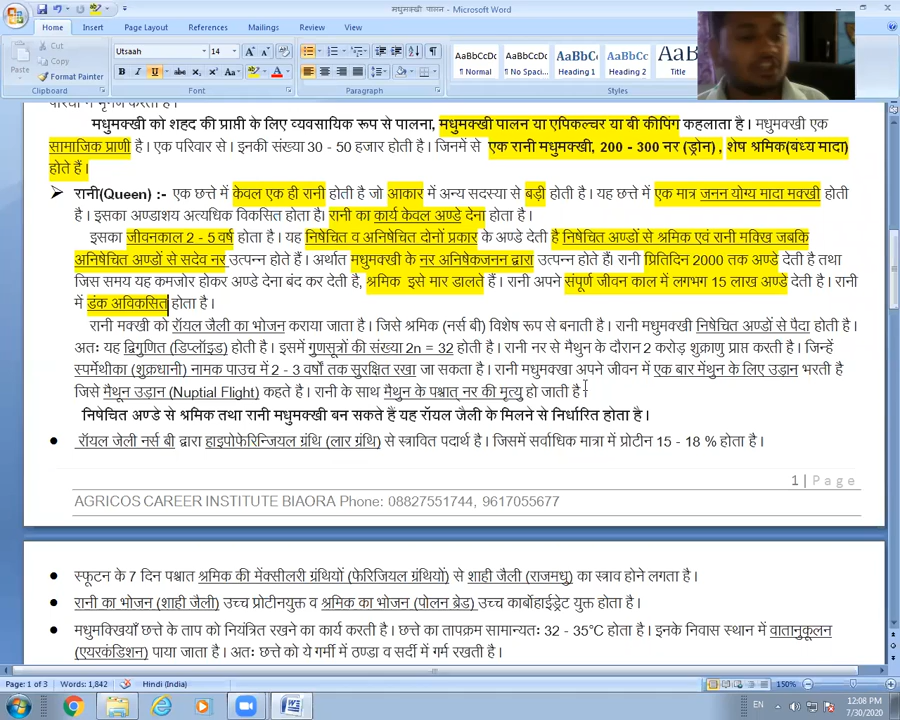 मधुमक्खी पालन - Microsoft Word
Home Insert Page Layout References Mailings Review View
Cut
Copy
Paste
Format Painter
Clipboard
Utsaah 14
Font
Paragraph
AaBbCcDc AaBbCcDc AaBbC AaBbCc AaB
¶ Normal ¶ No Spaci... Heading 1 Heading 2 Title
Styles
मधुमक्खी को शहद की प्राप्ती के लिए व्यवसायिक रूप से पालना, मधुमक्खी पालन या एपिकल्चर या बी कीपिंग कहलाता है। मधुमक्खी एक
सामाजिक प्राणी है। एक परिवार से। इनकी संख्या 30 - 50 हजार होती है। जिनमें से एक रानी मधुमक्खी, 200 - 300 नर (ड्रोन), शेष श्रमिक(बंध्य मादा)
होते हैं।
➢ रानी(Queen) :- एक छत्ते में केवल एक ही रानी होती है जो आकार में अन्य सदस्या से बड़ी होती है। यह छत्ते में एक मात्र जनन योग्य मादा मक्खी होती
है। इसका अण्डाशय अत्यधिक विकसित होता है। रानी का कार्य केवल अण्डे देना होता है।
इसका जीवनकाल 2 - 5 वर्ष होता है। यह निषेचित व अनिषेचित दोनों प्रकार के अण्डे देती है निषेचित अण्डों से श्रमिक एवं रानी मक्खि जबकि
अनिषेचित अण्डों से सदेव नर उत्पन्न होते हैं। अर्थात मधुमक्खी के नर अनिषेकजनन द्वारा उत्पन्न होते हैं। रानी प्रितिदिन 2000 तक अण्डे देती है तथा
जिस समय यह कमजोर होकर अण्डे देना बंद कर देती है, श्रमिक इसे मार डालते हैं। रानी अपने संपूर्ण जीवन काल में लगभग 15 लाख अण्डे देती है। रानी
में डंक अविकसित होता है।
रानी मक्खी को रॉयल जैली का भोजन कराया जाता है। जिसे श्रमिक (नर्स बी) विशेष रूप से बनाती है। रानी मधुमक्खी निषेचित अण्डों से पैदा होती है।
अतः यह द्विगुणित (डिप्लॉइड) होती है। इसमें गुणसूत्रों की संख्या 2n = 32 होती है। रानी नर से मैथुन के दौरान 2 करोड़ शुक्राणु प्राप्त करती है। जिन्हें
स्पर्मेथीका (शुक्रधानी) नामक पाउच में 2 - 3 वर्षों तक सुरक्षित रखा जा सकता है। रानी मधुमक्खा अपने जीवन में एक बार मेंथुन के लिए उड़ान भरती है
जिसे मैथून उड़ान (Nuptial Flight) कहते है। रानी के साथ मैथुन के पश्चात् नर की मृत्यु हो जाती है।
निषेचित अण्डे से श्रमिक तथा रानी मधुमक्खी बन सकते हैं यह रॉयल जैली के मिलने से निर्धारित होता है।
• रॉयल जेली नर्स बी द्वारा हाइपोफेरिन्जियल ग्रंथि (लार ग्रंथि) से स्त्रावित पदार्थ है। जिसमें सर्वाधिक मात्रा में प्रोटीन 15 - 18 % होता है।
1 | Page
AGRICOS CAREER INSTITUTE BIAORA Phone: 08827551744, 9617055677
• स्फूटन के 7 दिन पश्चात श्रमिक की मेंक्सीलरी ग्रंथियों (फेरिजियल ग्रंथियों) से शाही जैली (राजमधु) का स्त्राव होने लगता है।
• रानी का भोजन (शाही जैली) उच्च प्रोटीनयुक्त व श्रमिक का भोजन (पोलन ब्रेड) उच्च कार्बोहाईड्रेट युक्त होता है।
• मधुमक्खियाँ छत्ते के ताप को नियंत्रित रखने का कार्य करती है। छत्ते का तापक्रम सामान्यतः 32 - 35°C होता है। इनके निवास स्थान में वातानुकूलन
(एयरकंडिशन) पाया जाता है। अतः छत्ते को ये गर्मी में ठण्डा व सर्दी में गर्म रखती है।
Page: 1 of 3 Words: 1,842 Hindi (India) 150%
EN 12:08 PM
7/30/2020